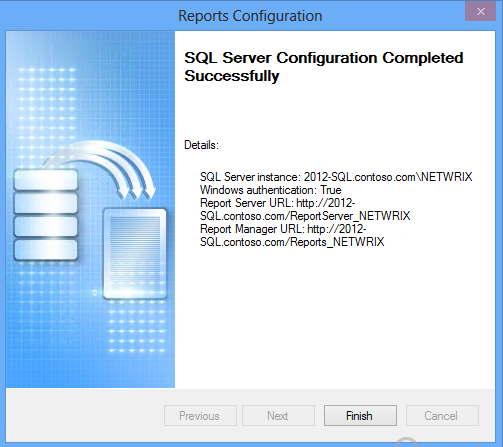 Reports Configuration
SQL Server Configuration Completed
Successfully
Details:
SQL Server instance: 2012-SQL.contoso.com\NETWRIX
Windows authentication: True
Report Server URL: http://2012-
SQL.contoso.com/ReportServer_NETWRIX
Report Manager URL: http://2012-
SQL.contoso.com/Reports_NETWRIX
Previous
Next
Finish
Cancel